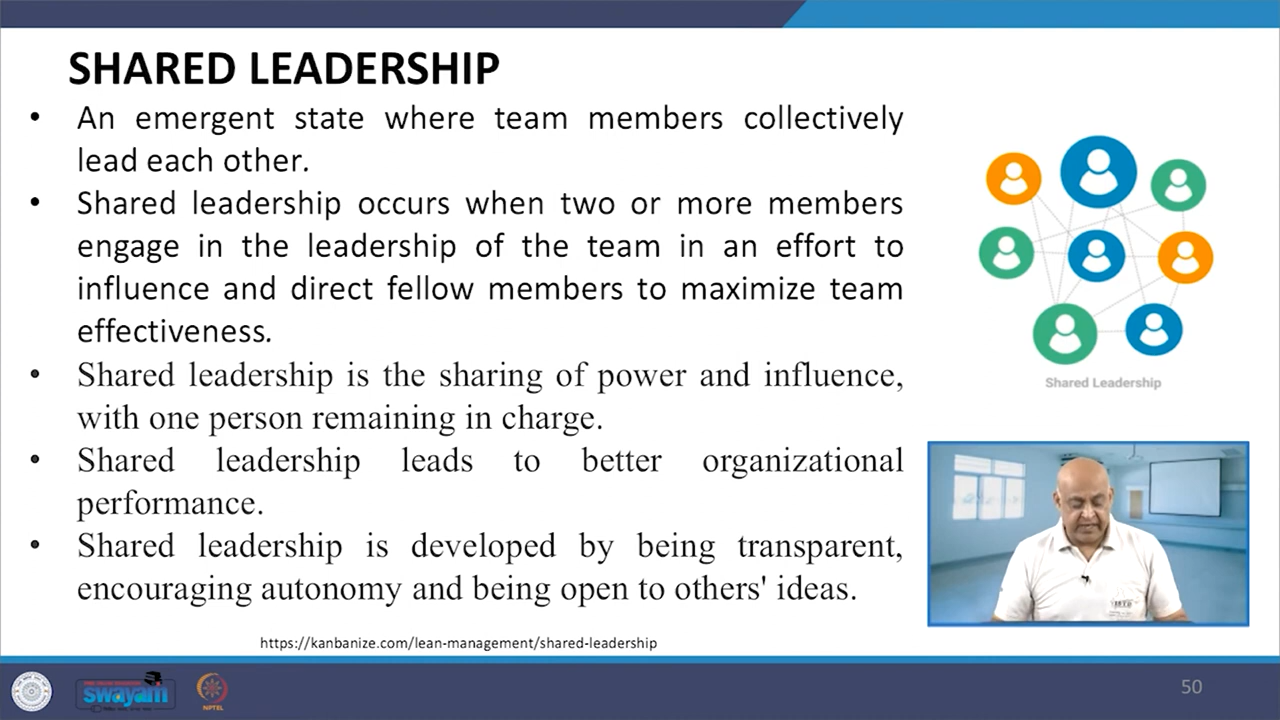 SHARED LEADERSHIP
• An emergent state where team members collectively
lead each other.
• Shared leadership occurs when two or more members
engage in the leadership of the team in an effort to
influence and direct fellow members to maximize team
effectiveness.
• Shared leadership is the sharing of power and influence,
with one person remaining in charge.
• Shared leadership leads to better organizational
performance.
• Shared leadership is developed by being transparent,
encouraging autonomy and being open to others' ideas.
Shared Leadership
https://kanbanize.com/lean-management/shared-leadership
swayam
NPTEL
50